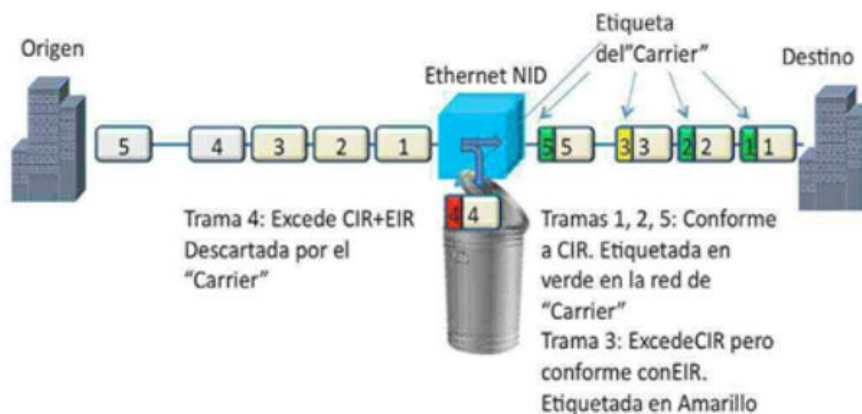 Etiqueta
del"Carrier"
Origen
Destino
Ethernet NID
5
4
3
2
1
5 5
3 3
2 2
1 1
4 4
Trama 4: Excede CIR+EIR
Descartada por el
"Carrier"
Tramas 1, 2, 5: Conforme
a CIR. Etiquetada en
verde en la red de
"Carrier"
Trama 3: ExcedeCIR pero
conforme conEIR.
Etiquetada en Amarillo